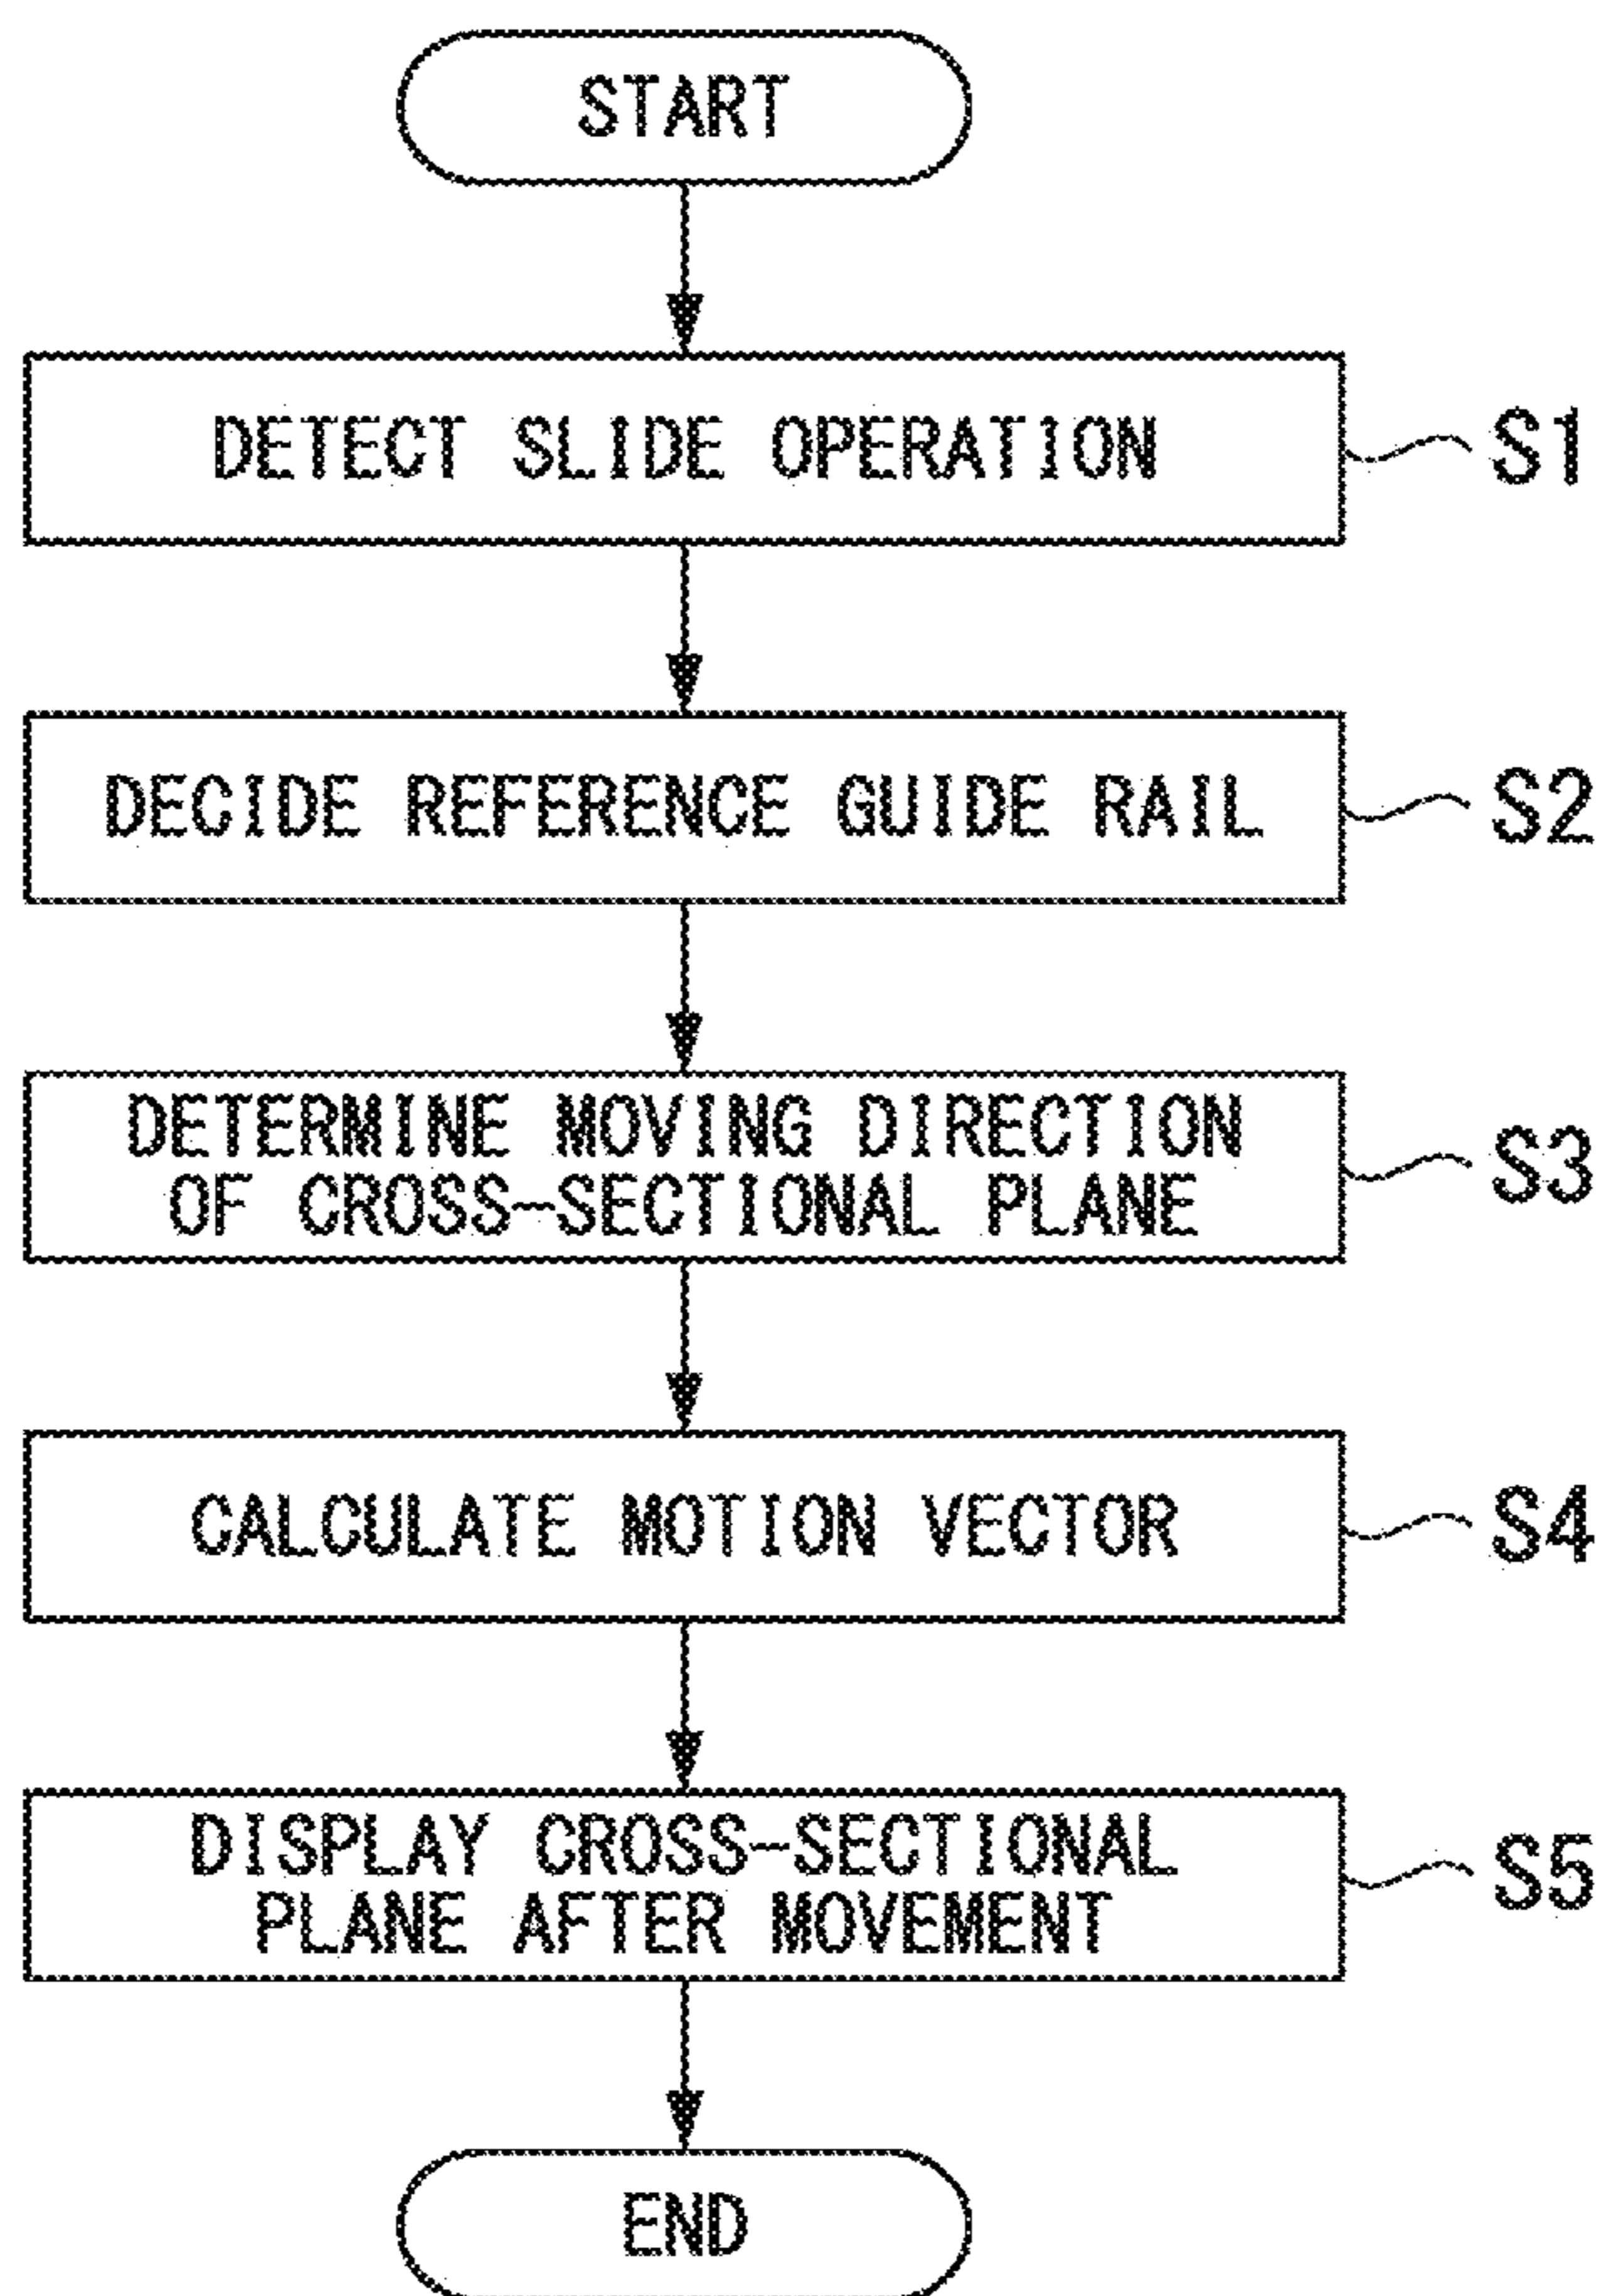 START
DETECT SLIDE OPERATION
S1
DECIDE REFERENCE GUIDE RAIL
S2
DETERMINE MOVING DIRECTION
OF CROSS-SECTIONAL PLANE
S3
CALCULATE MOTION VECTOR
S4
DISPLAY CROSS-SECTIONAL
PLANE AFTER MOVEMENT
S5
END